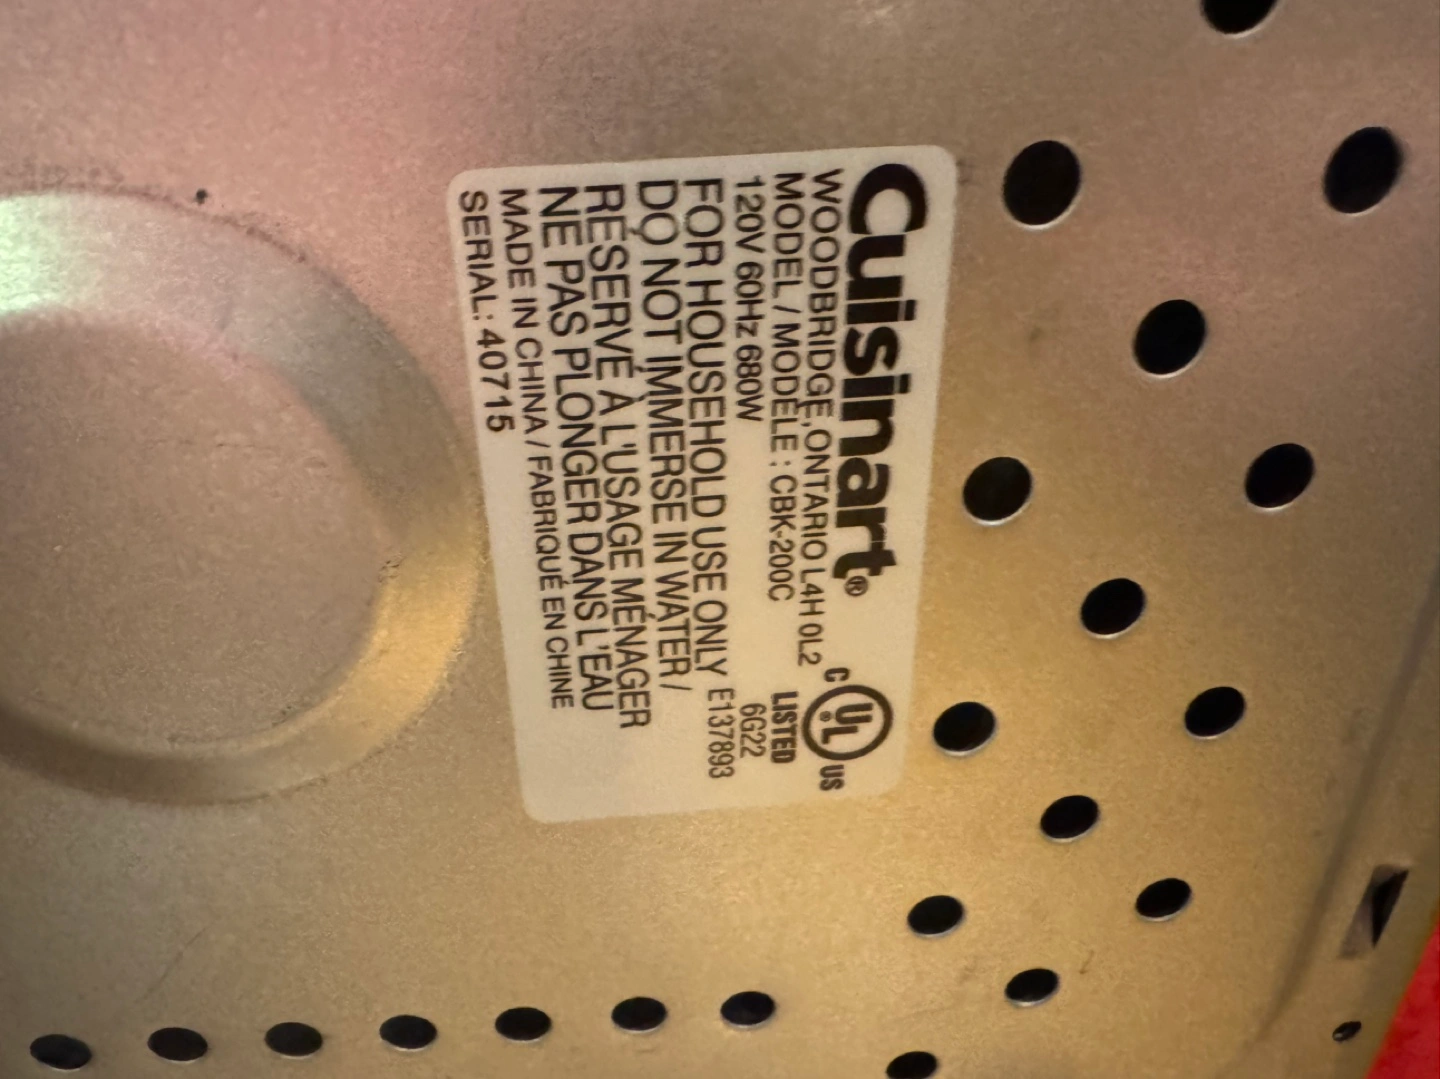 Cuisinart®
WOODBRIDGE, ONTARIO L4H 0L2
MODEL / MODÈLE : CBK-200C
120V 60Hz 680W
C UL® US
LISTED
6G22
E137893
FOR HOUSEHOLD USE ONLY
DO NOT IMMERSE IN WATER /
RÉSERVÉ À L'USAGE MÉNAGER
NE PAS PLONGER DANS L'EAU
MADE IN CHINA / FABRIQUÉ EN CHINE
SERIAL: 40715